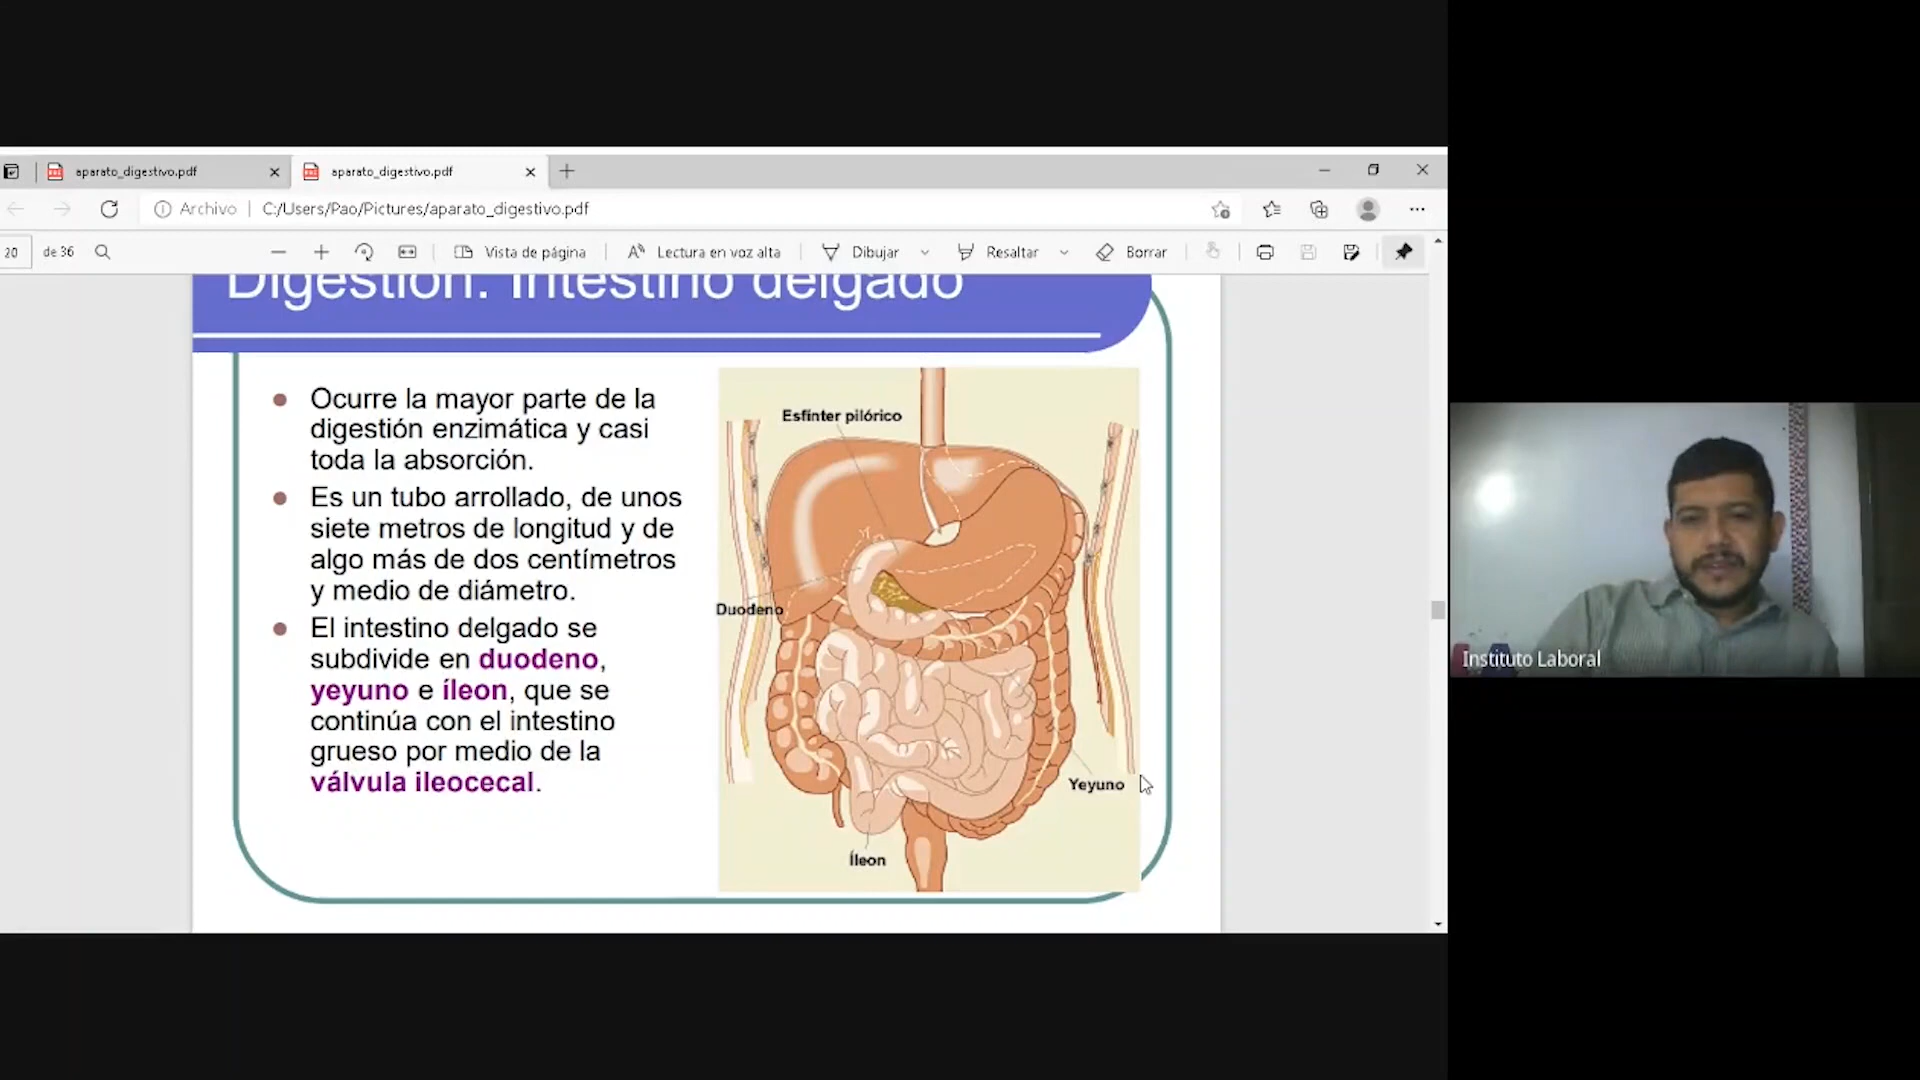 aparato_digestivo.pdf
aparato_digestivo.pdf
Archivo
C:/Users/Pao/Pictures/aparato_digestivo.pdf
20 de 36
Vista de página
Lectura en voz alta
Dibujar
Resaltar
Borrar
Digestión. Intestino delgado
Ocurre la mayor parte de la
digestión enzimática y casi
toda la absorción.
Es un tubo arrollado, de unos
siete metros de longitud y de
algo más de dos centímetros
y medio de diámetro.
El intestino delgado se
subdivide en duodeno,
yeyuno e íleon, que se
continúa con el intestino
grueso por medio de la
válvula ileocecal.
Esfínter pilórico
Duodeno
Yeyuno
Íleon
Instituto Laboral